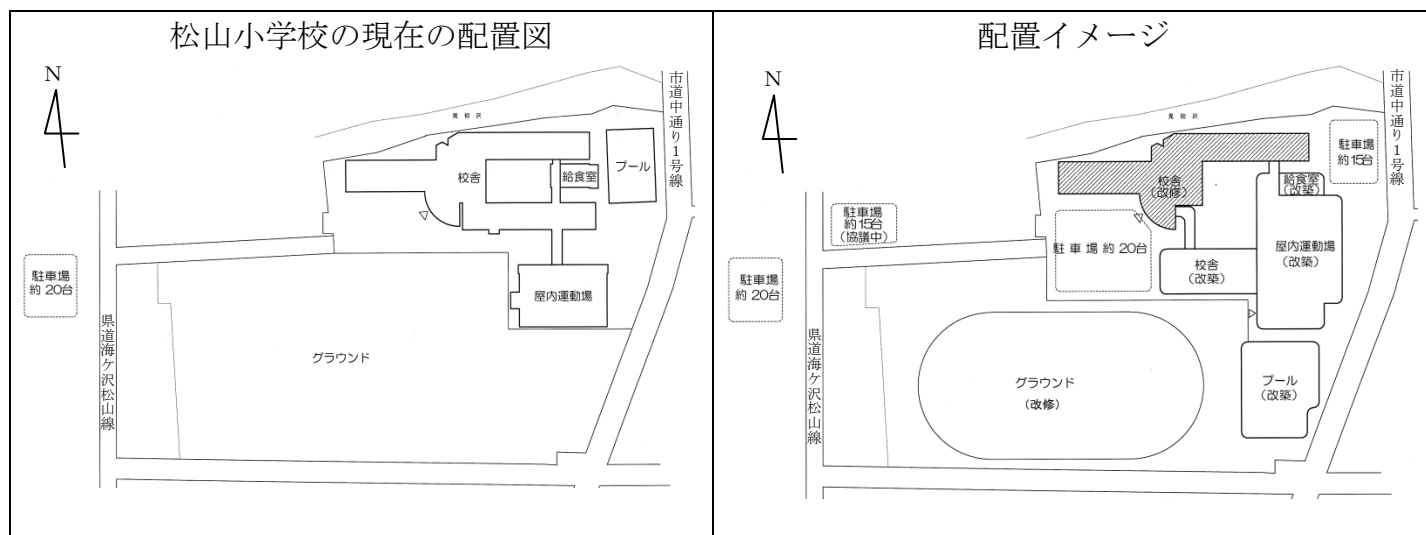 松山小学校の現在の配置図
N
市道中通り1号線
プール
校舎
給食室
屋内運動場
駐車場
約20台
グラウンド
県道海ケ沢松山線
配置イメージ
N
市道中通り1号線
駐車場
約15台
校舎
(改修)
給食室
(改築)
駐車場
約15台
(協議中)
駐車場約20台
屋内運動場
(改築)
校舎
(改築)
駐車場
約20台
グラウンド
(改修)
プール
(改築)
県道海ケ沢松山線